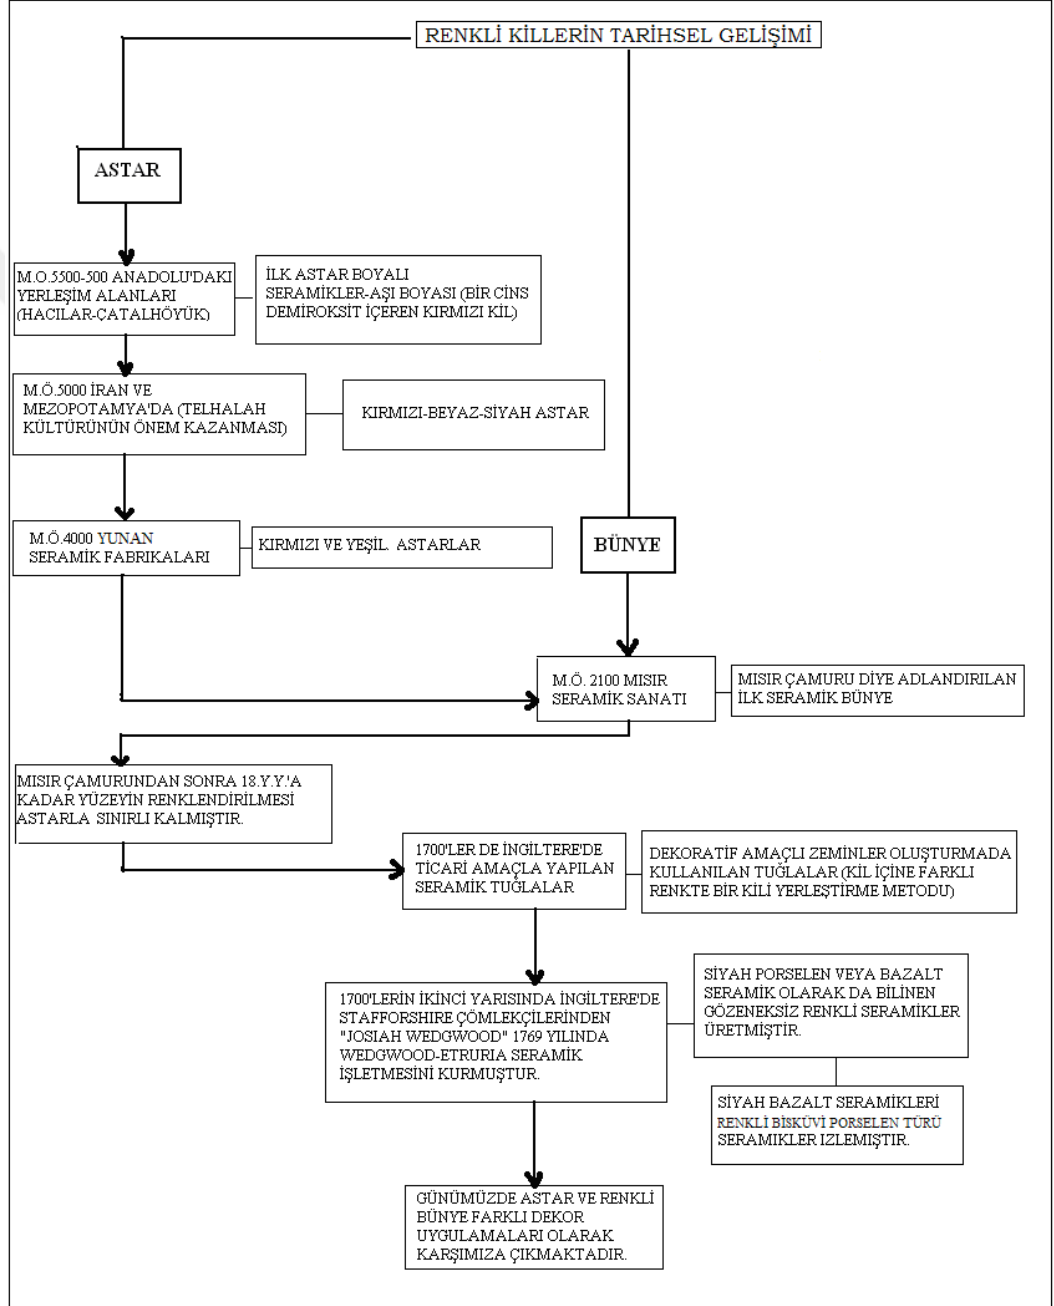 RENKLİ KİLLERİN TARİHSEL GELİŞİMİ
ASTAR
M.O.5500-500 ANADOLU'DAKI
YERLEŞİM ALANLARI
(HACILAR-ÇATALHÖYÜK)
İLK ASTAR BOYALI
SERAMİKLER-AŞI BOYASI (BİR CİNS
DEMİROKSİT İÇEREN KIRMIZI KİL)
M.Ö.5000 İRAN VE
MEZOPOTAMYA'DA (TELHALAH
KÜLTÜRÜNÜN ÖNEM KAZANMASI)
KIRMIZI-BEYAZ-SİYAH ASTAR
M.Ö.4000 YUNAN
SERAMİK FABRIKALARI
KIRMIZI VE YEŞİL. ASTARLAR
BÜNYE
M.Ö. 2100 MISIR
SERAMİK SANATI
MISIR ÇAMURU DİYE ADLANDIRILAN
İLK SERAMİK BÜNYE
MISIR ÇAMURUNDAN SONRA 18.Y.Y.'A
KADAR YÜZEYİN RENKLENDİRİLMESİ
ASTARLA SINIRLI KALMIŞTIR.
1700'LER DE İNGİLTERE'DE
TİCARİ AMAÇLA YAPILAN
SERAMİK TUĞLALAR
DEKORATİF AMAÇLI ZEMİNLER OLUŞTURMADA
KULLANILAN TUĞLALAR (KİL İÇİNE FARKLI
RENKTE BİR KİLİ YERLEŞTİRME METODU)
1700'LERİN İKİNCİ YARISINDA İNGİLTERE'DE
STAFFORSHIRE ÇÖMLEKÇİLERİNDEN
"JOSIAH WEDGWOOD" 1769 YILINDA
WEDGWOOD-ETRURIA SERAMİK
İŞLETMESİNİ KURMUŞTUR.
SİYAH PORSELEN VEYA BAZALT
SERAMİK OLARAK DA BİLİNEN
GÖZENEKSİZ RENKLİ SERAMİKLER
ÜRETMİŞTİR.
SİYAH BAZALT SERAMİKLERİ
RENKLİ BİSKÜVİ PORSELEN TÜRÜ
SERAMIKLER IZLEMIŞTIR.
GÜNÜMÜZDE ASTAR VE RENKLİ
BÜNYE FARKLI DEKOR
UYGULAMALARI OLARAK
KARŞIMIZA ÇIKMAKTADIR.